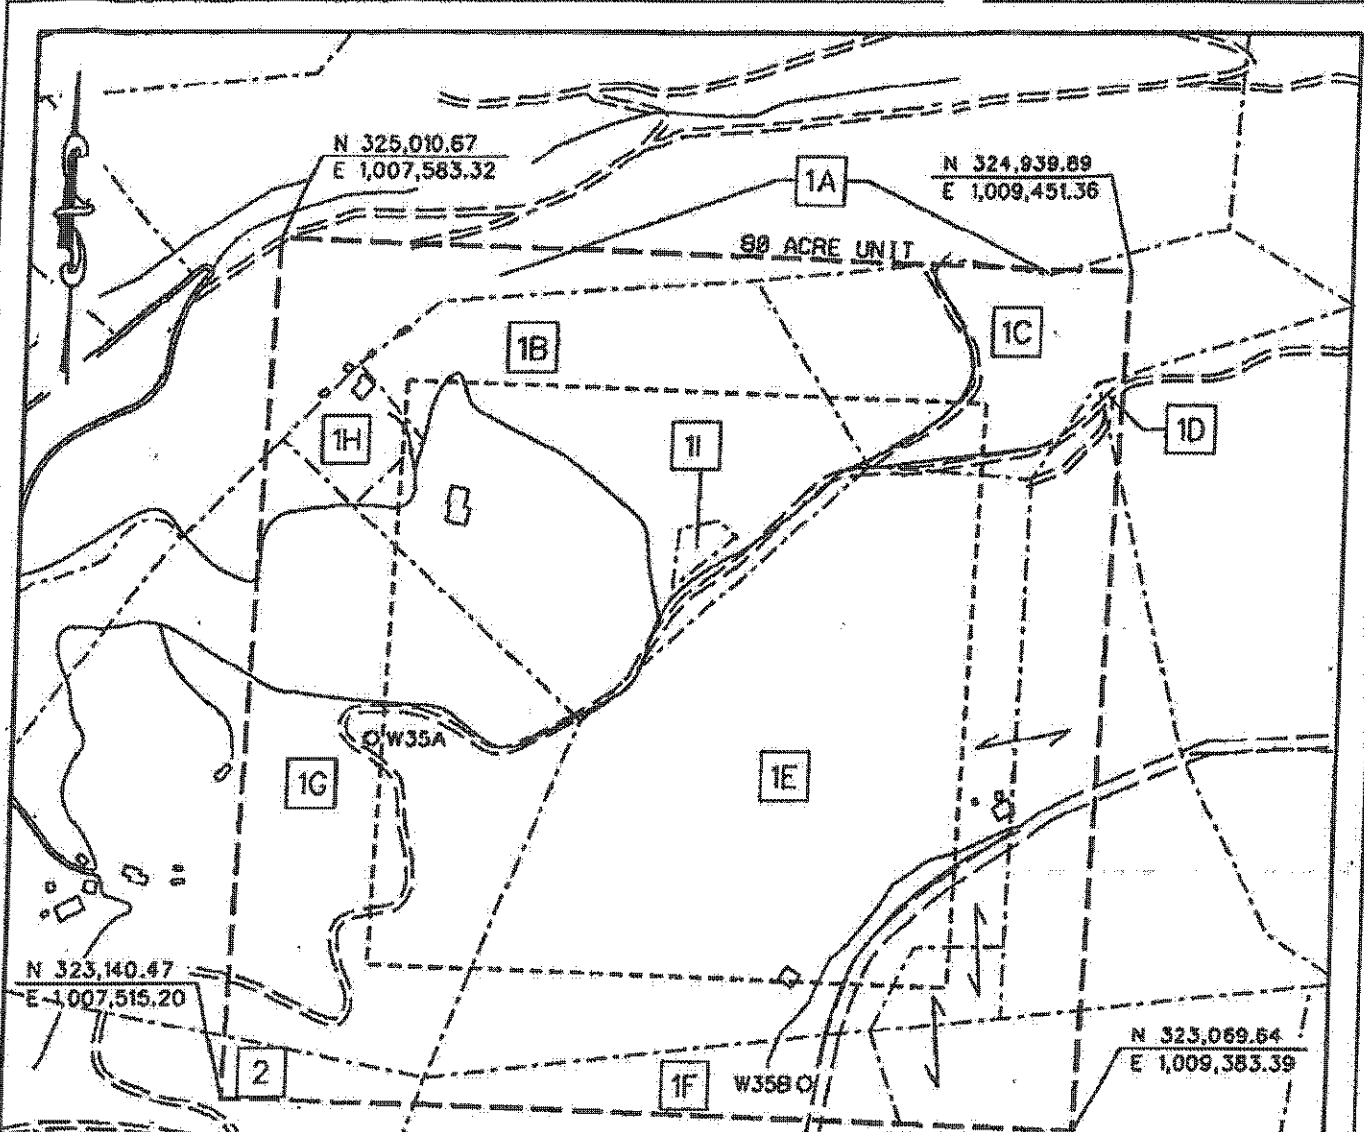 N 325,010.67
E 1,007,583.32
1A
N 324,939.89
E 1,009,451.36
80 ACRE UNIT
1B
1C
1D
1H
1I
W35A
1G
1E
N 323,140.47
E 1,007,515.20
2
1F
W35B
N 323,069.64
E 1,009,383.39